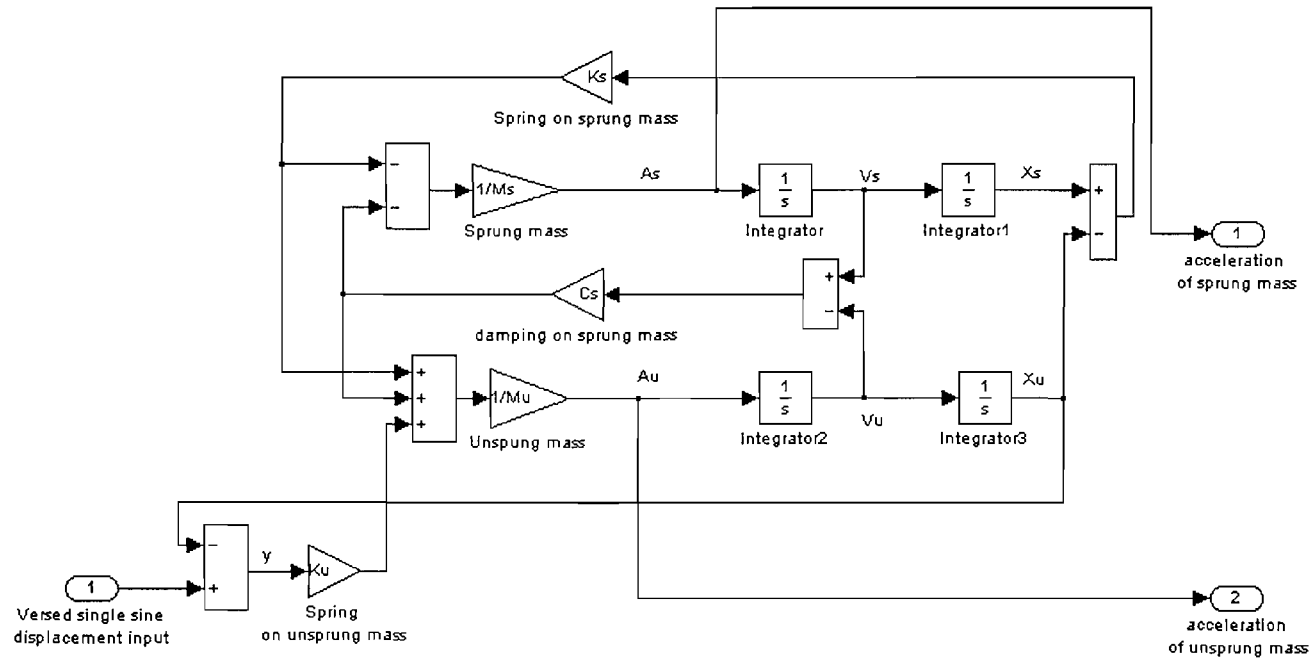 Ks
Spring on sprung mass
-
-
1/Ms
Sprung mass
As
1
s
Integrator
Vs
1
s
Integrator1
Xs
+
-
1
acceleration
of sprung mass
Cs
damping on sprung mass
+
-
+
+
+
1/Mu
Unspung mass
Au
1
s
Integrator2
Vu
1
s
Integrator3
Xu
-
+
1
Versed single sine
displacement input
y
Ku
Spring
on unsprung mass
2
acceleration
of unsprung mass